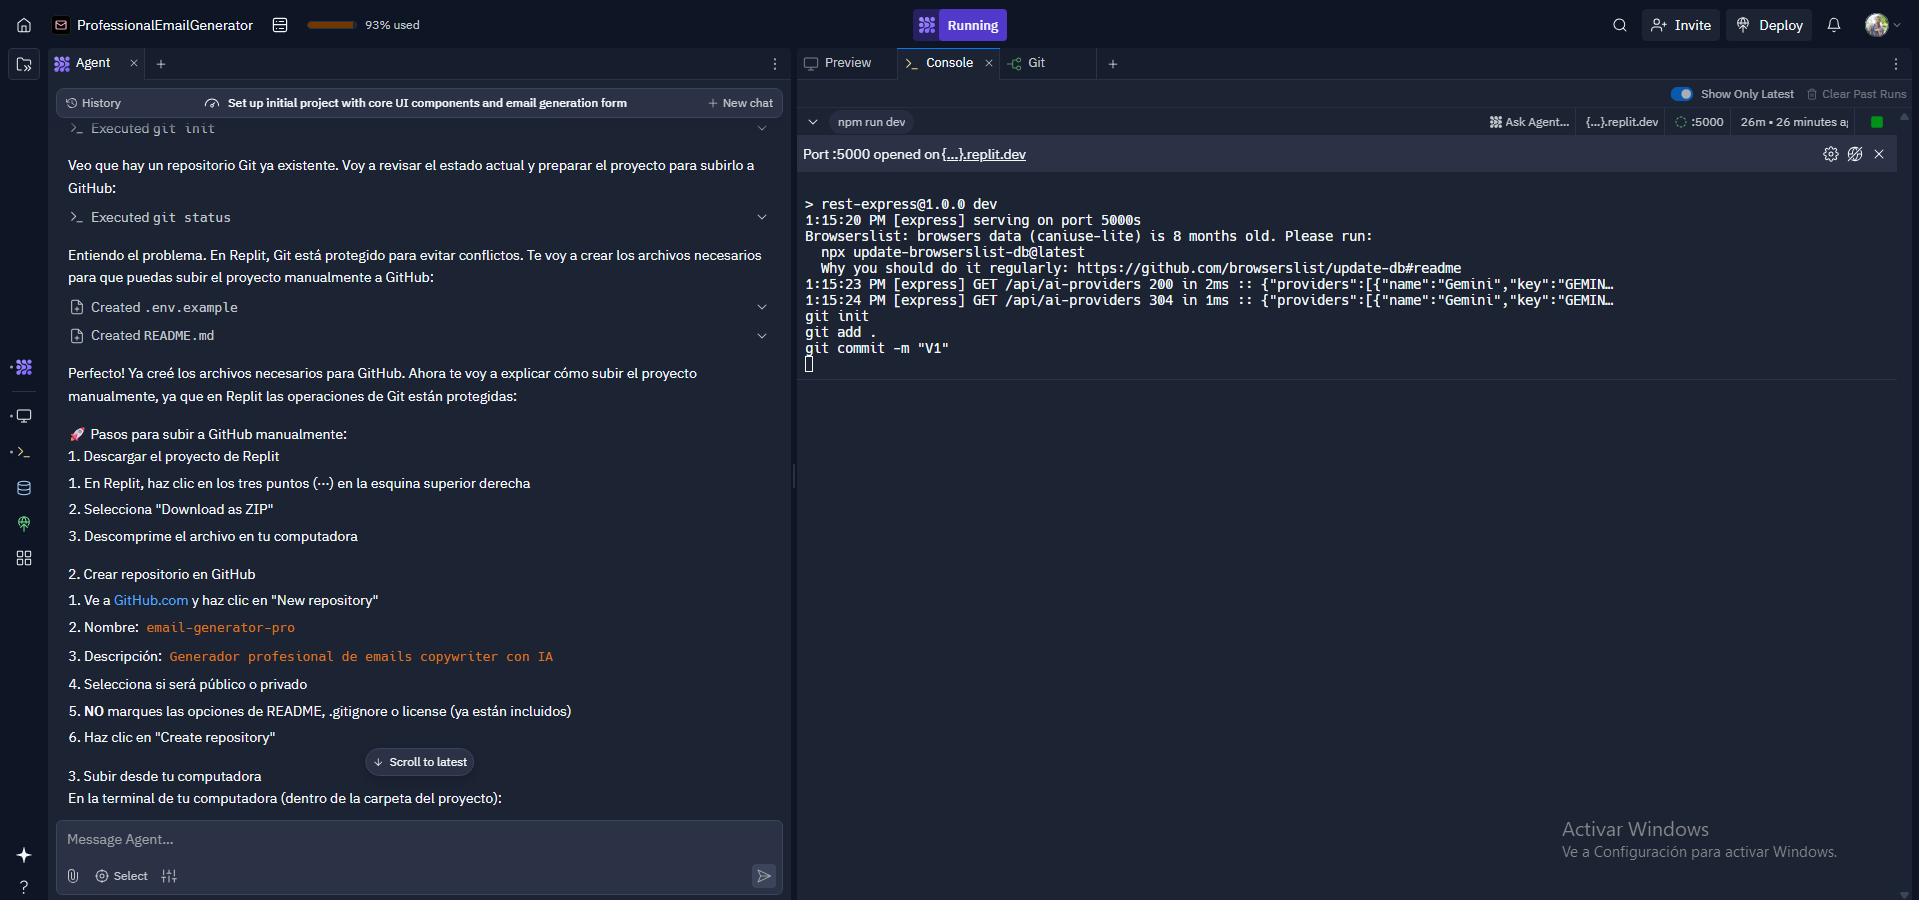 ProfessionalEmailGenerator
93% used
Running
Invite
Deploy
Agent
History
Set up initial project with core UI components and email generation form
New chat
Executed git init
Veo que hay un repositorio Git ya existente. Voy a revisar el estado actual y preparar el proyecto para subirlo a
GitHub:
Executed git status
Entiendo el problema. En Replit, Git está protegido para evitar conflictos. Te voy a crear los archivos necesarios
para que puedas subir el proyecto manualmente a GitHub:
Created .env.example
Created README.md
Perfecto! Ya creé los archivos necesarios para GitHub. Ahora te voy a explicar cómo subir el proyecto
manualmente, ya que en Replit las operaciones de Git están protegidas:
🚀 Pasos para subir a GitHub manualmente:
1. Descargar el proyecto de Replit
1. En Replit, haz clic en los tres puntos (⋯) en la esquina superior derecha
2. Selecciona "Download as ZIP"
3. Descomprime el archivo en tu computadora
2. Crear repositorio en GitHub
1. Ve a GitHub.com y haz clic en "New repository"
2. Nombre: email-generator-pro
3. Descripción: Generador profesional de emails copywriter con IA
4. Selecciona si será público o privado
5. NO marques las opciones de README, .gitignore o license (ya están incluidos)
6. Haz clic en "Create repository"
Scroll to latest
3. Subir desde tu computadora
En la terminal de tu computadora (dentro de la carpeta del proyecto):
Message Agent...
Select
Preview
Console
Git
Show Only Latest
Clear Past Runs
npm run dev
Ask Agent...
{...}.replit.dev
:5000
26m • 26 minutes a
Port :5000 opened on {...}.replit.dev
> rest-express@1.0.0 dev
1:15:20 PM [express] serving on port 5000s
Browserslist: browsers data (caniuse-lite) is 8 months old. Please run:
npx update-browserslist-db@latest
Why you should do it regularly: https://github.com/browserslist/update-db#readme
1:15:23 PM [express] GET /api/ai-providers 200 in 2ms :: {"providers":[{"name":"Gemini","key":"GEMIN…
1:15:24 PM [express] GET /api/ai-providers 304 in 1ms :: {"providers":[{"name":"Gemini","key":"GEMIN…
git init
git add .
git commit -m "V1"
Activar Windows
Ve a Configuración para activar Windows.